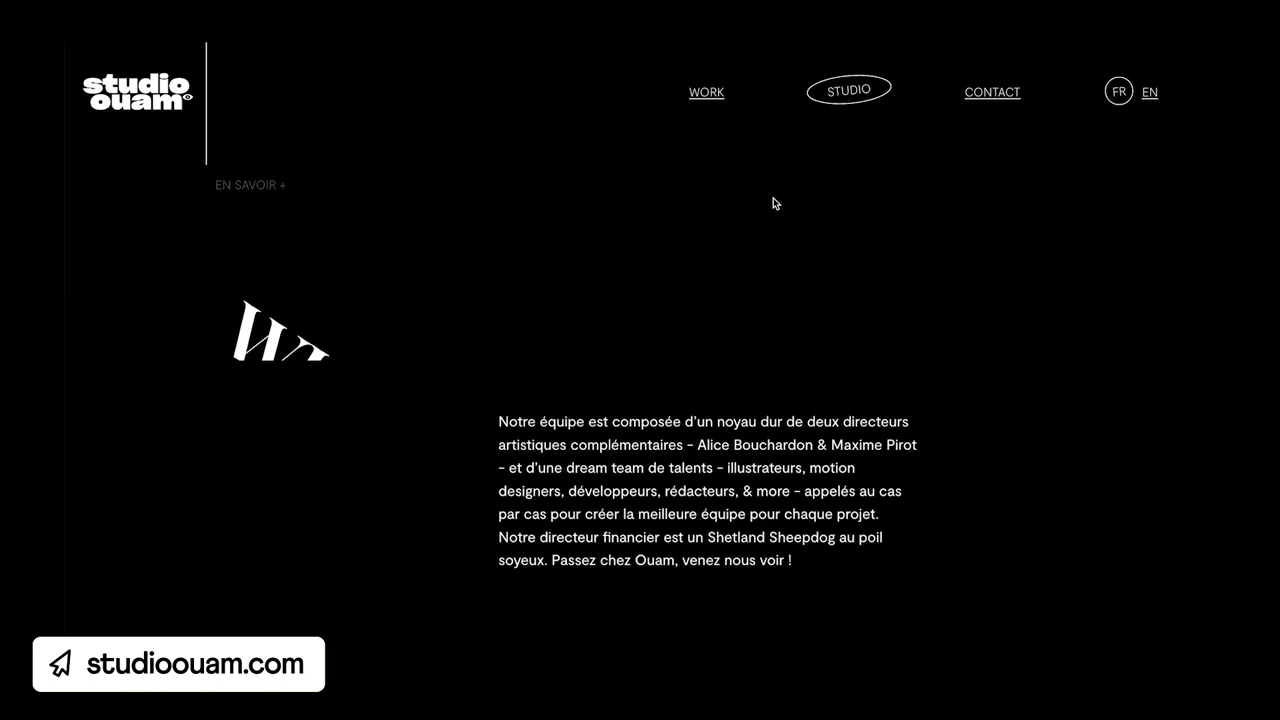 studio
ouam
WORK
STUDIO
CONTACT
FR
EN
EN SAVOIR +
Notre équipe est composée d’un noyau dur de deux directeurs
artistiques complémentaires – Alice Bouchardon & Maxime Pirot
– et d’une dream team de talents – illustrateurs, motion
designers, développeurs, rédacteurs, & more – appelés au cas
par cas pour créer la meilleure équipe pour chaque projet.
Notre directeur financier est un Shetland Sheepdog au poil
soyeux. Passez chez Ouam, venez nous voir !
studioouam.com